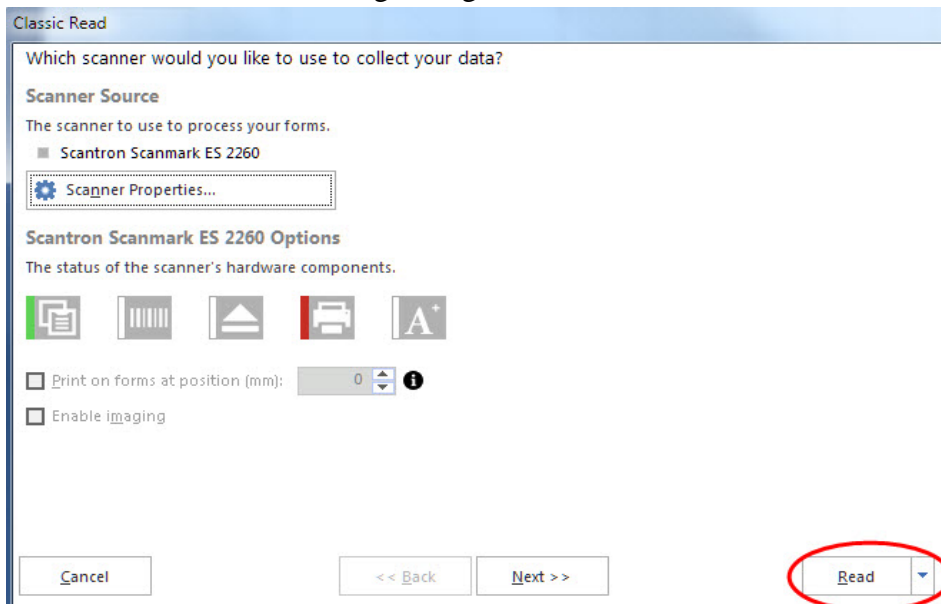 Classic Read
Which scanner would you like to use to collect your data?
Scanner Source
The scanner to use to process your forms.
Scantron Scanmark ES 2260
Scanner Properties...
Scantron Scanmark ES 2260 Options
The status of the scanner's hardware components.
A+
Print on forms at position (mm): 0
Enable imaging
Cancel << Back Next >> Read